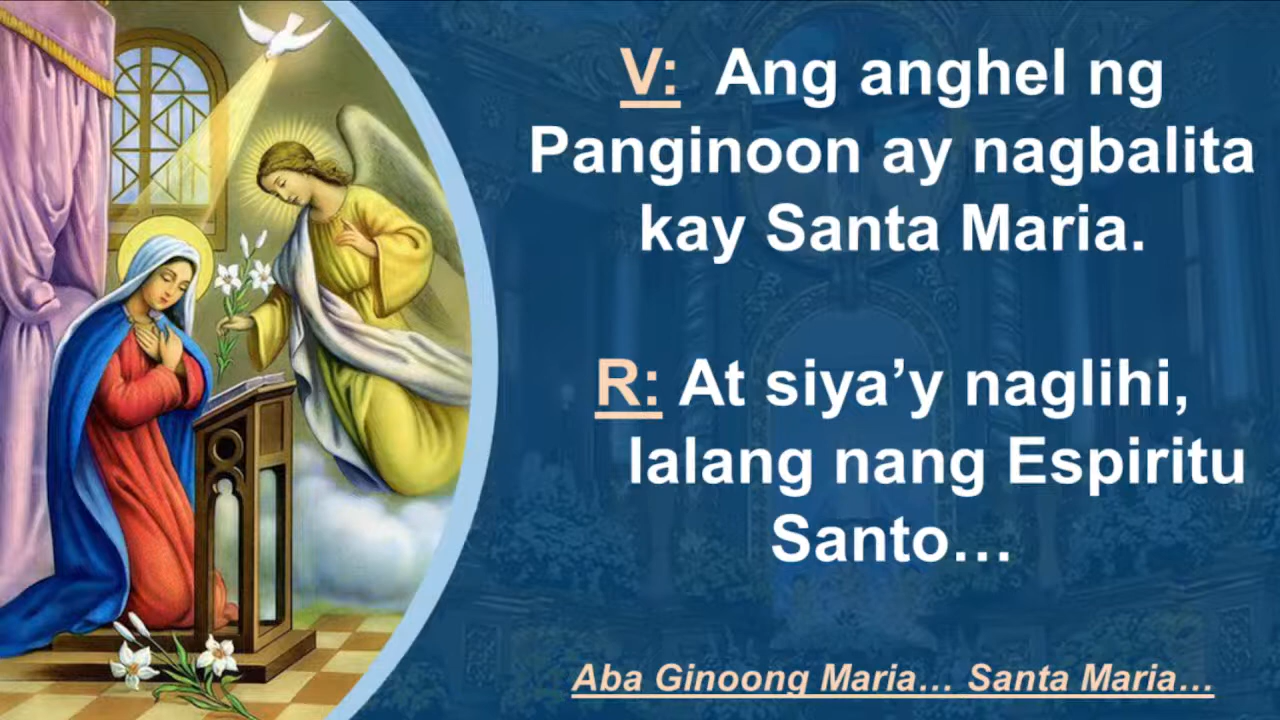 V: Ang anghel ng
Panginoon ay nagbalita
kay Santa Maria.
R: At siya’y naglihi,
lalang nang Espiritu
Santo…
Aba Ginoong Maria… Santa Maria…